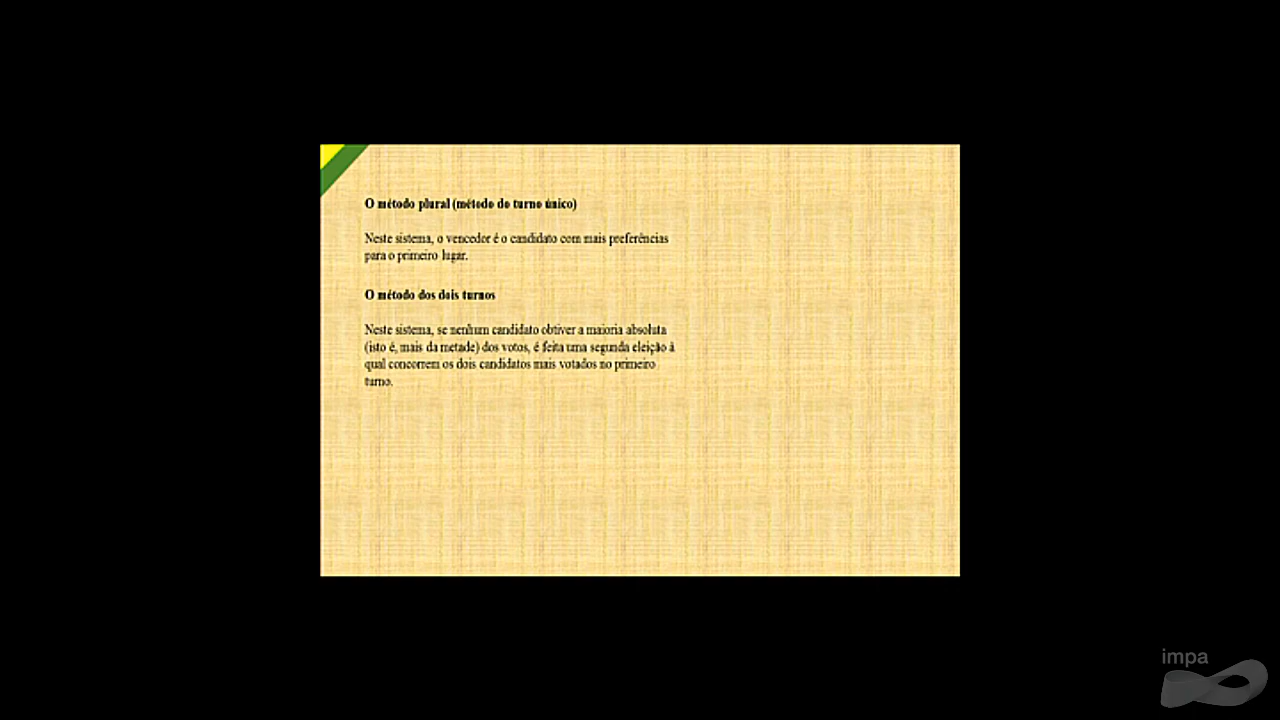 O método plural (método do turno único)
Neste sistema, o vencedor é o candidato com mais preferências
para o primeiro lugar.
O método dos dois turnos
Neste sistema, se nenhum candidato obtiver a maioria absoluta
(isto é, mais da metade) dos votos, é feita uma segunda eleição à
qual concorrem os dois candidatos mais votados no primeiro
turno.
impa